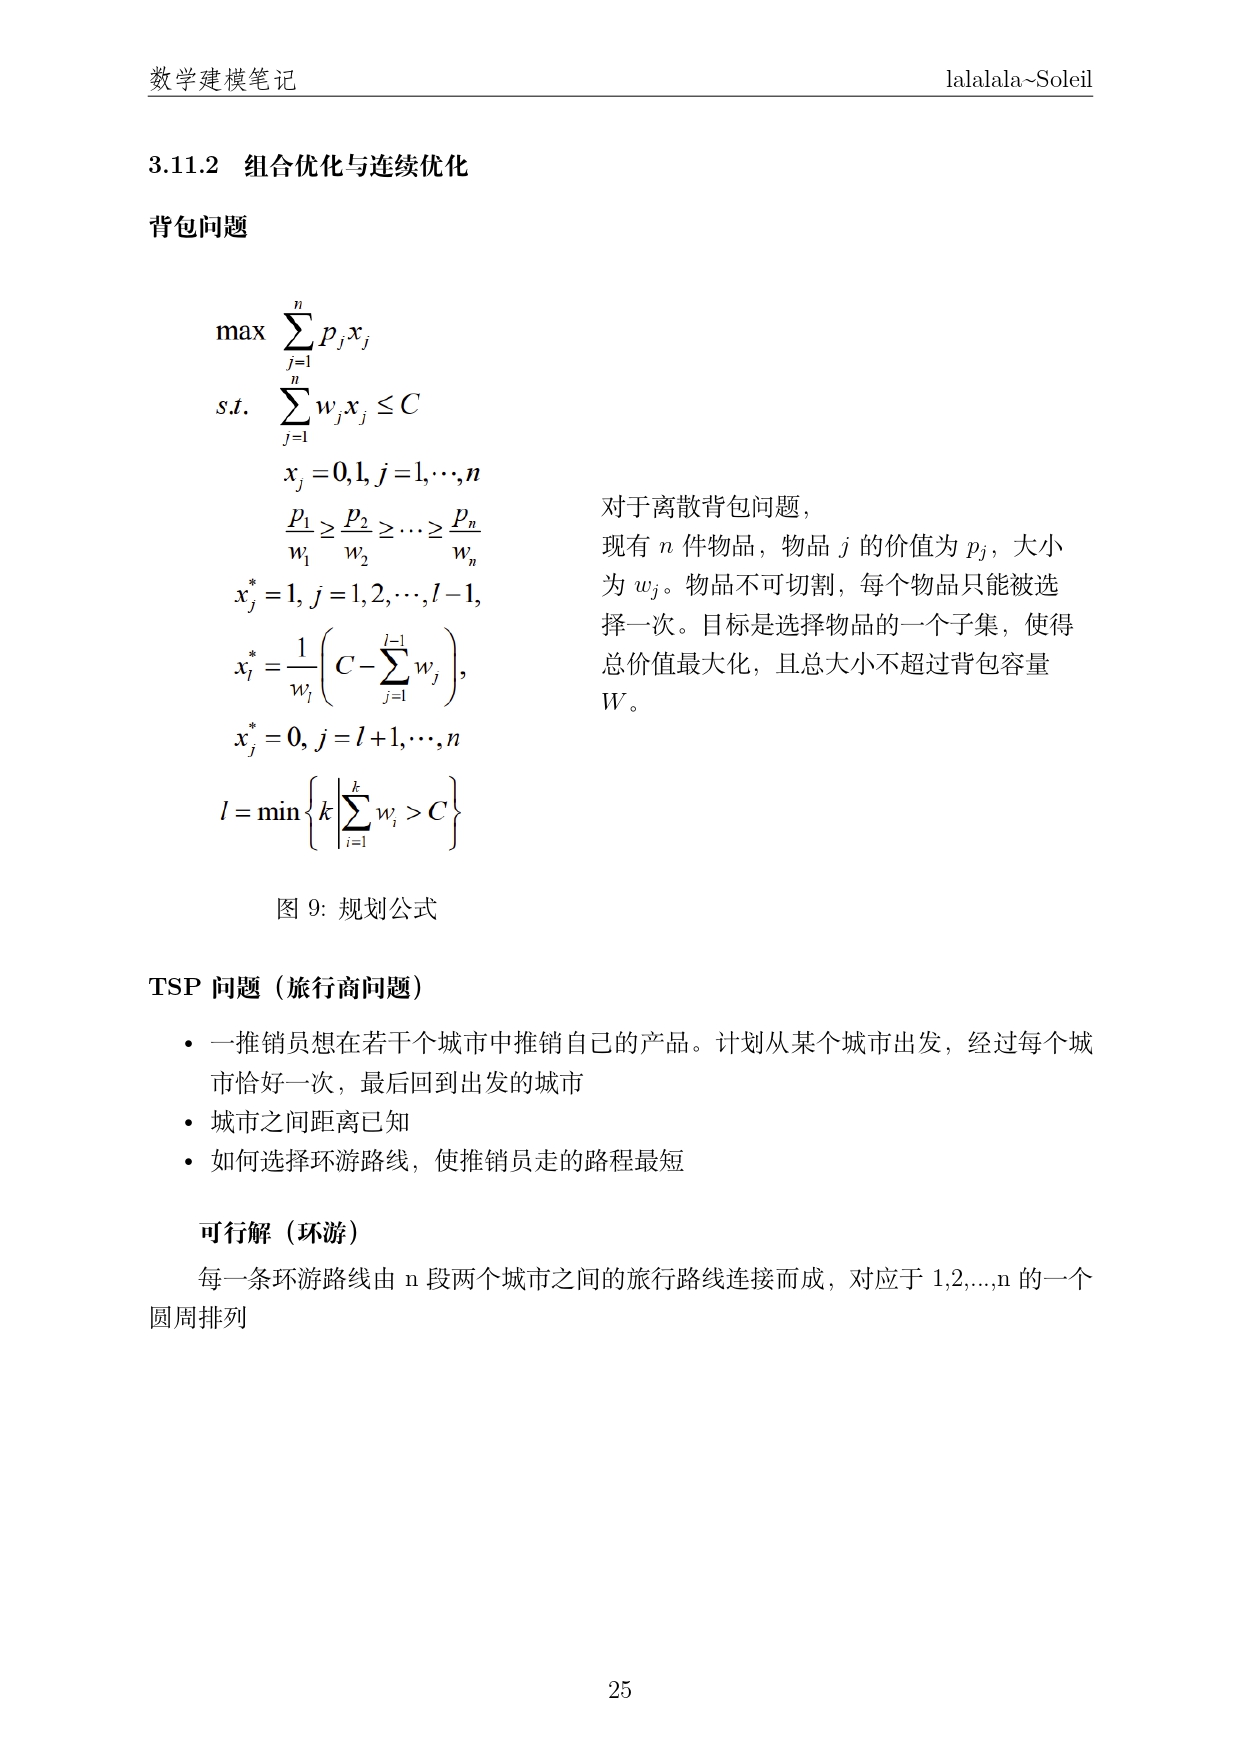 数学建模笔记 lalalala~Soleil
3.11.2 组合优化与连续优化
背包问题
max \sum_{j=1}^{n} p_j x_j
s.t. \sum_{j=1}^{n} w_j x_j \leq C
x_j = 0,1, j = 1,\cdots,n
\frac{p_1}{w_1} \geq \frac{p_2}{w_2} \geq \cdots \geq \frac{p_n}{w_n}
x_j^* = 1, j = 1,2,\cdots,l-1,
x_l^* = \frac{1}{w_l} \left( C - \sum_{j=1}^{l-1} w_j \right),
x_j^* = 0, j = l+1,\cdots,n
l = \min \left\{ k \middle| \sum_{i=1}^{k} w_i > C \right\}
图 9: 规划公式
对于离散背包问题，
现有 n 件物品，物品 j 的价值为 p_j，大小
为 w_j。物品不可切割，每个物品只能被选
择一次。目标是选择物品的一个子集，使得
总价值最大化，且总大小不超过背包容量
W。
TSP 问题（旅行商问题）
• 一推销员想在若干个城市中推销自己的产品。计划从某个城市出发，经过每个城
市恰好一次，最后回到出发的城市
• 城市之间距离已知
• 如何选择环游路线，使推销员走的路程最短
可行解（环游）
每一条环游路线由 n 段两个城市之间的旅行路线连接而成，对应于 1,2,...,n 的一个
圆周排列
25